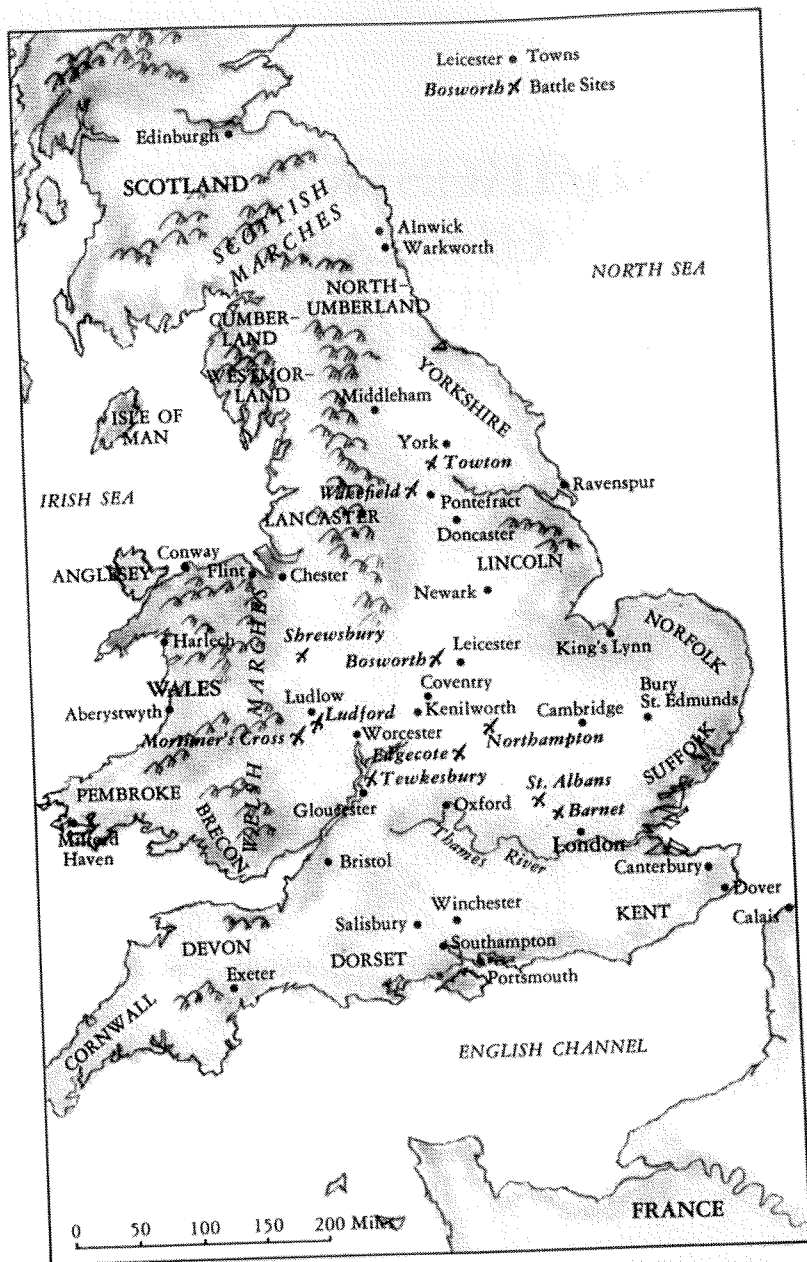 Leicester • Towns
Bosworth Battle Sites
Edinburgh
SCOTLAND
SCOTTISH
MARCHES
Alnwick
Warkworth
NORTH SEA
NORTH-
UMBERLAND
CUMBER-
LAND
WESTMOR-
LAND
YORKSHIRE
Middleham
ISLE OF
MAN
York
Towton
IRISH SEA
Wakefield
Pontefract
Ravenspur
LANCASTER
Doncaster
LINCOLN
Conway
ANGLESEY
Flint
Chester
Newark
NORFOLK
Harlech
Shrewsbury
Bosworth
Leicester
King's Lynn
WALES
WELSH MARCHES
Coventry
Bury
St. Edmunds
Aberystwyth
Ludlow
Ludford
Kenilworth
Cambridge
Mortimer's Cross
Worcester
Northampton
Edgecote
SUFFOLK
Tewkesbury
St. Albans
PEMBROKE
Gloucester
Oxford
Barnet
Milford
Haven
BRECON
Thames River
London
Bristol
Canterbury
Dover
Winchester
Salisbury
KENT
Calais
DEVON
DORSET
Southampton
Exeter
Portsmouth
CORNWALL
ENGLISH CHANNEL
FRANCE
0 50 100 150 200 Miles